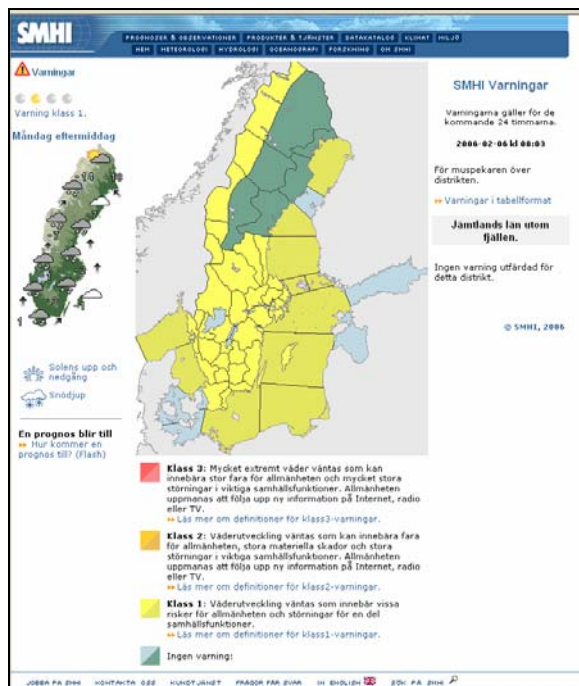 SMHI
PROGNOSER & OBSERVATIONER PRODUKTER & TJÄNSTER DATAKATALOG KLIMAT MILJÖ
HEM METEOROLOGI HYDROLOGI OCEANOGRAFI FORSKNING OM SMHI
Varningar
Varning klass 1.
Måndag eftermiddag
Solens upp och
nedgång
Snödjup
En prognos blir till
Hur kommer en
prognos till? (Flash)
SMHI Varningar
Varningarna gäller för de
kommande 24 timmarna.
2006-02-06 kl 08:03
För muspekaren över
distrikten.
Varningar i tabellformat
Jämtlands län utom
fjällen.
Ingen varning utfärdad för
detta distrikt.
© SMHI, 2006
Klass 3: Mycket extremt väder väntas som kan
innebära stor fara för allmänheten och mycket stora
störningar i viktiga samhällsfunktioner. Allmänheten
uppmanas att följa upp ny information på Internet, radio
eller TV.
Läs mer om definitioner för klass3-varningar.
Klass 2: Väderutveckling väntas som kan innebära fara
för allmänheten, stora materiella skador och stora
störningar i viktiga samhällsfunktioner. Allmänheten
uppmanas att följa upp ny information på Internet, radio
eller TV.
Läs mer om definitioner för klass2-varningar.
Klass 1: Väderutveckling väntas som innebär vissa
risker för allmänheten och störningar för en del
samhällsfunktioner.
Läs mer om definitioner för klass1-varningar.
Ingen varning:
JOBBA PÅ SMHI KONTAKTA OSS KUNDTJÄNST FRÅGOR FÅR SVAR IN ENGLISH SÖK PÅ SMHI